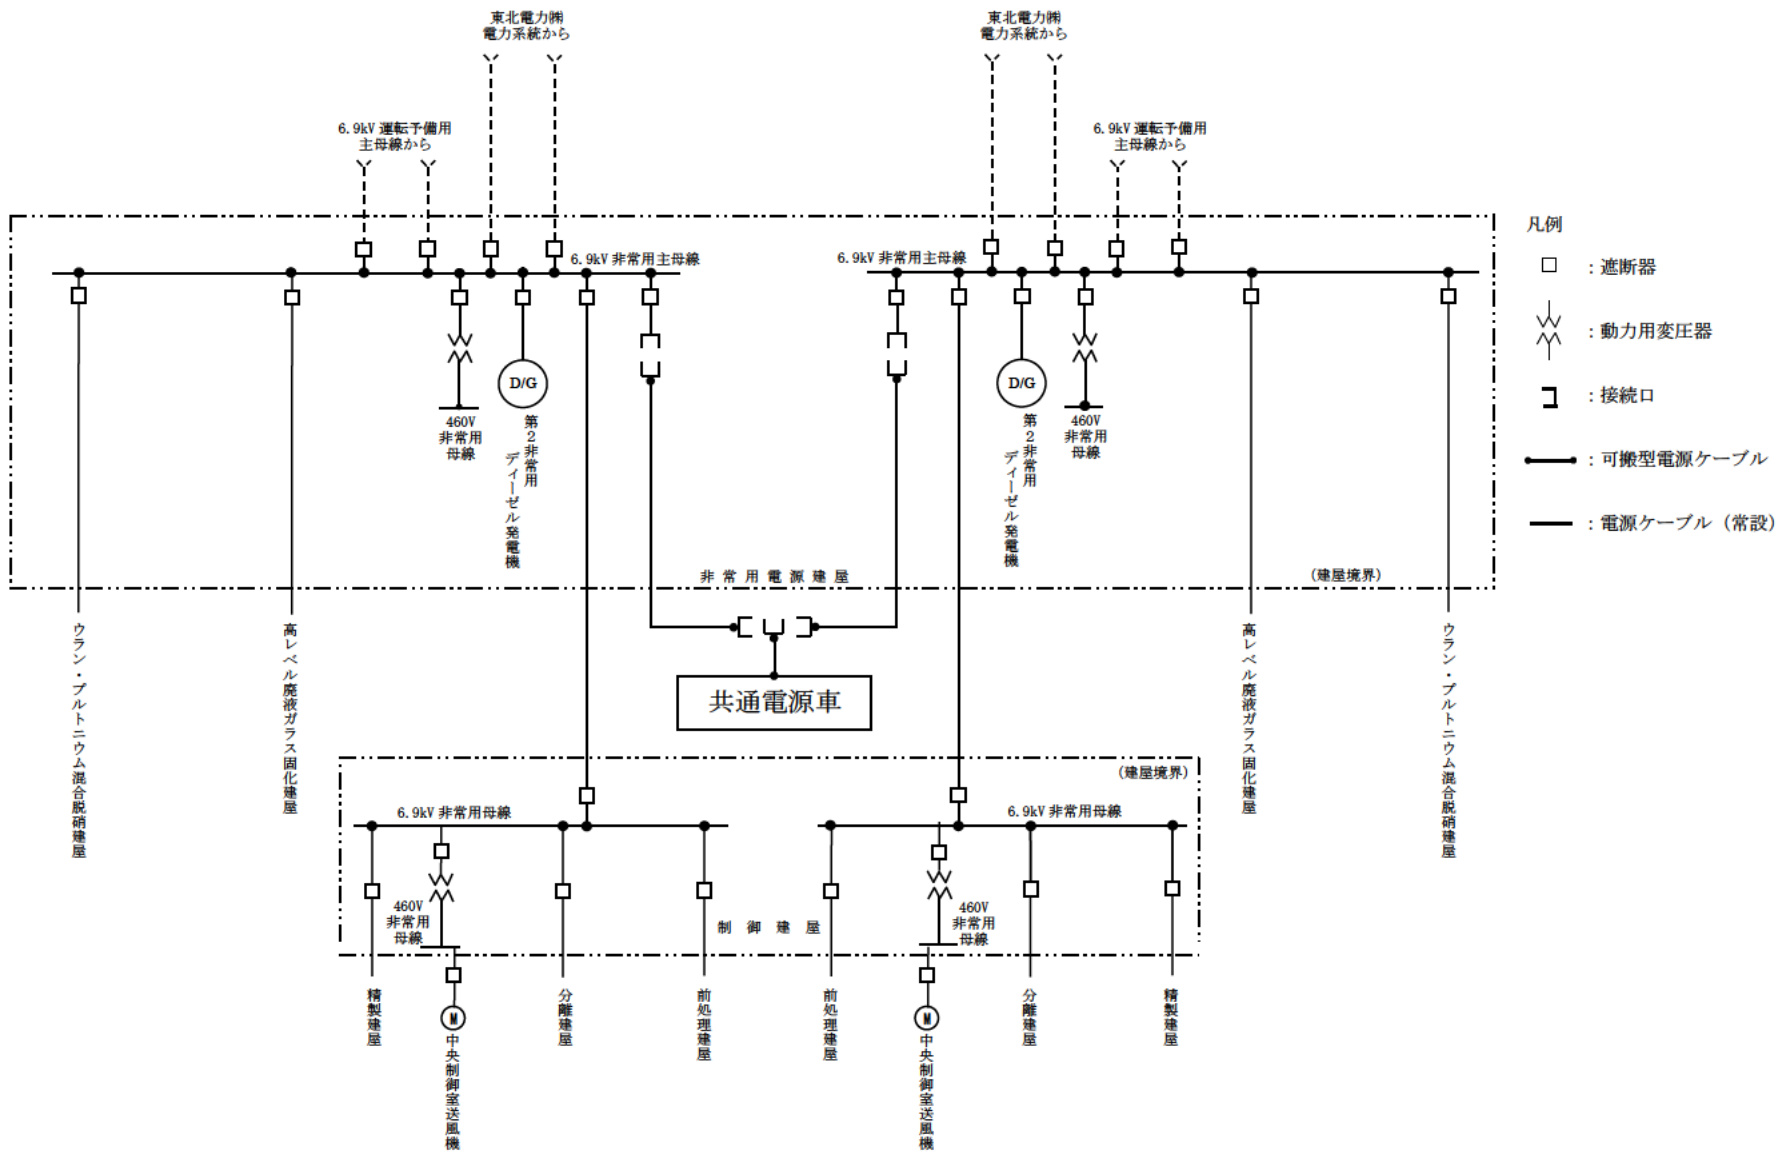 東北電力㈱
電力系統から
東北電力㈱
電力系統から
6.9kV 運転予備用
主母線から
6.9kV 運転予備用
主母線から
6.9kV 非常用主母線
6.9kV 非常用主母線
D/G
D/G
460V
非常用
母線
第2非常用
ディーゼル発電機
第2非常用
ディーゼル発電機
460V
非常用
母線
非常用電源建屋
(建屋境界)
凡例
：遮断器
：動力用変圧器
：接続口
：可搬型電源ケーブル
：電源ケーブル（常設）
ウラン・プルトニウム混合脱硝建屋
高レベル廃液ガラス固化建屋
共通電源車
高レベル廃液ガラス固化建屋
ウラン・プルトニウム混合脱硝建屋
(建屋境界)
6.9kV 非常用母線
6.9kV 非常用母線
460V
非常用
母線
制御建屋
460V
非常用
母線
精製建屋
M
中央制御室送風機
分離建屋
前処理建屋
前処理建屋
M
中央制御室送風機
分離建屋
精製建屋